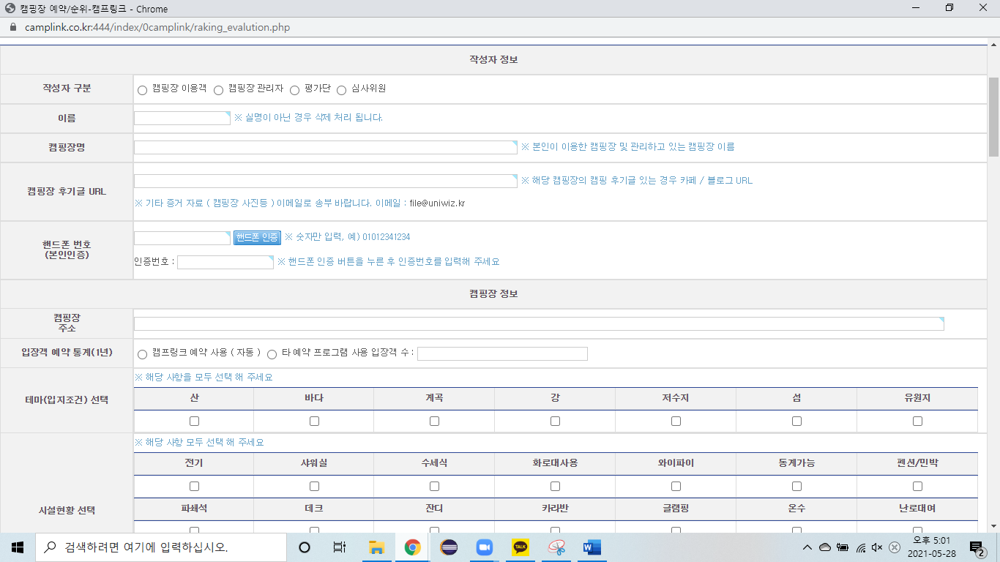 캠핑장 예약/순위-캠프링크 - Chrome
camplink.co.kr:444/index/0camplink/raking_evalution.php
작성자 정보
작성자 구분 캠핑장 이용객 캠핑장 관리자 평가단 심사위원
이름 ※ 실명이 아닌 경우 삭제 처리 됩니다.
캠핑장명 ※ 본인이 이용한 캠핑장 및 관리하고 있는 캠핑장 이름
캠핑장 후기글 URL ※ 해당 캠핑장의 캠핑 후기글 있는 경우 카페 / 블로그 URL
※ 기타 증거 자료 ( 캠핑장 사진등 ) 이메일로 송부 바랍니다. 이메일 : file@uniwiz.kr
핸드폰 번호
(본인인증)
핸드폰 인증 ※ 숫자만 입력, 예) 01012341234
인증번호 : ※ 핸드폰 인증 버튼을 누른 후 인증번호를 입력해 주세요
캠핑장 정보
캠핑장
주소
입장객 예약 통계(1년) 캠프링크 예약 사용 ( 자동 ) 타 예약 프로그램 사용 입장객 수 :
테마(입지조건) 선택
※ 해당 사항을 모두 선택 해 주세요
산 바다 계곡 강 저수지 섬 유원지
시설현황 선택
※ 해당 사항 모두 선택 해 주세요
전기 샤워실 수세식 화로대사용 와이파이 동계가능 펜션/민박
파쇄석 데크 잔디 카라반 글램핑 온수 난로대여
검색하려면 여기에 입력하십시오.
TALK
W
오후 5:01
2021-05-28
2